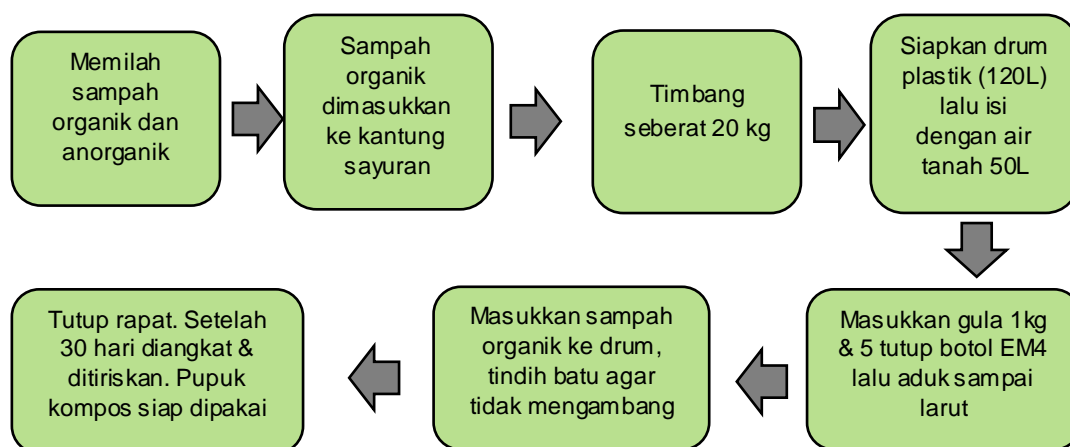 Memilah
sampah
organik dan
anorganik
Sampah
organik
dimasukkan
ke kantung
sayuran
Timbang
seberat 20 kg
Siapkan drum
plastik (120L)
lalu isi
dengan air
tanah 50L
Masukkan gula 1kg
& 5 tutup botol EM4
lalu aduk sampai
larut
Masukkan sampah
organik ke drum,
tindih batu agar
tidak mengambang
Tutup rapat. Setelah
30 hari diangkat &
ditiriskan. Pupuk
kompos siap dipakai